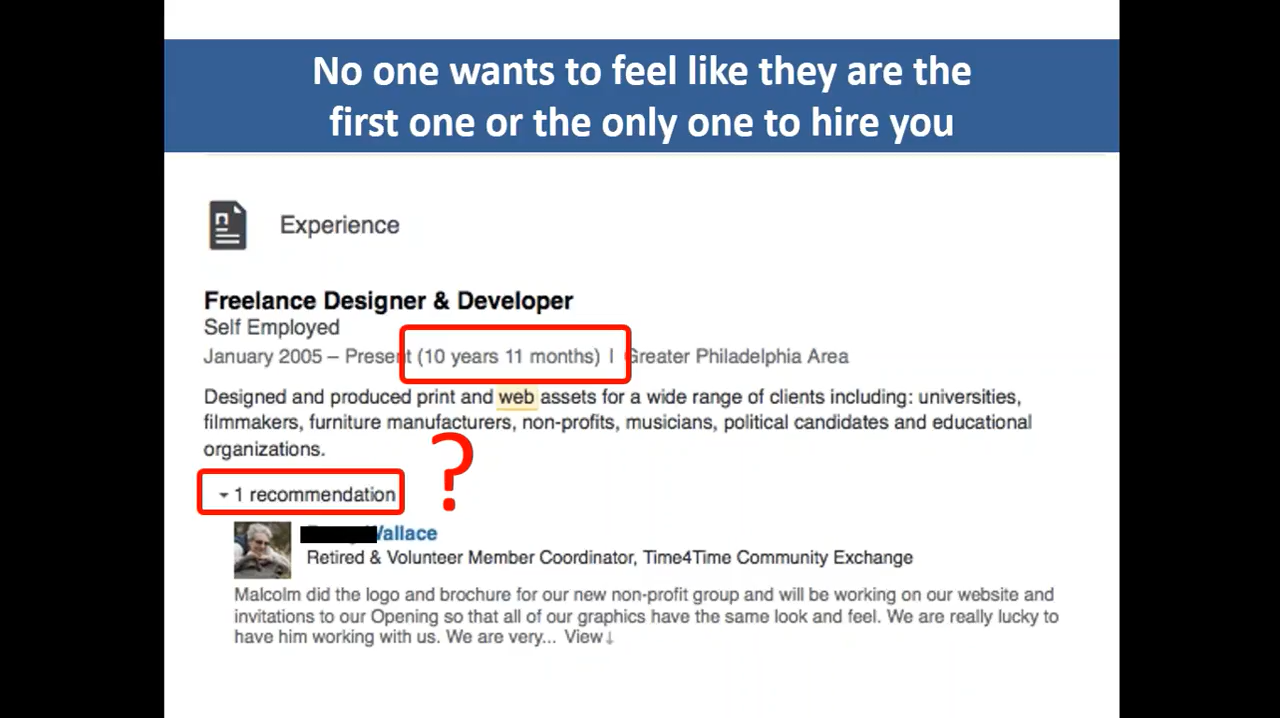 No one wants to feel like they are the
first one or the only one to hire you
Experience
Freelance Designer & Developer
Self Employed
January 2005 – Present (10 years 11 months) | Greater Philadelphia Area
Designed and produced print and web assets for a wide range of clients including: universities,
filmmakers, furniture manufacturers, non-profits, musicians, political candidates and educational
organizations.
1 recommendation
?
Wallace
Retired & Volunteer Member Coordinator, Time4Time Community Exchange
Malcolm did the logo and brochure for our new non-profit group and will be working on our website and
invitations to our Opening so that all of our graphics have the same look and feel. We are really lucky to
have him working with us. We are very... View↓